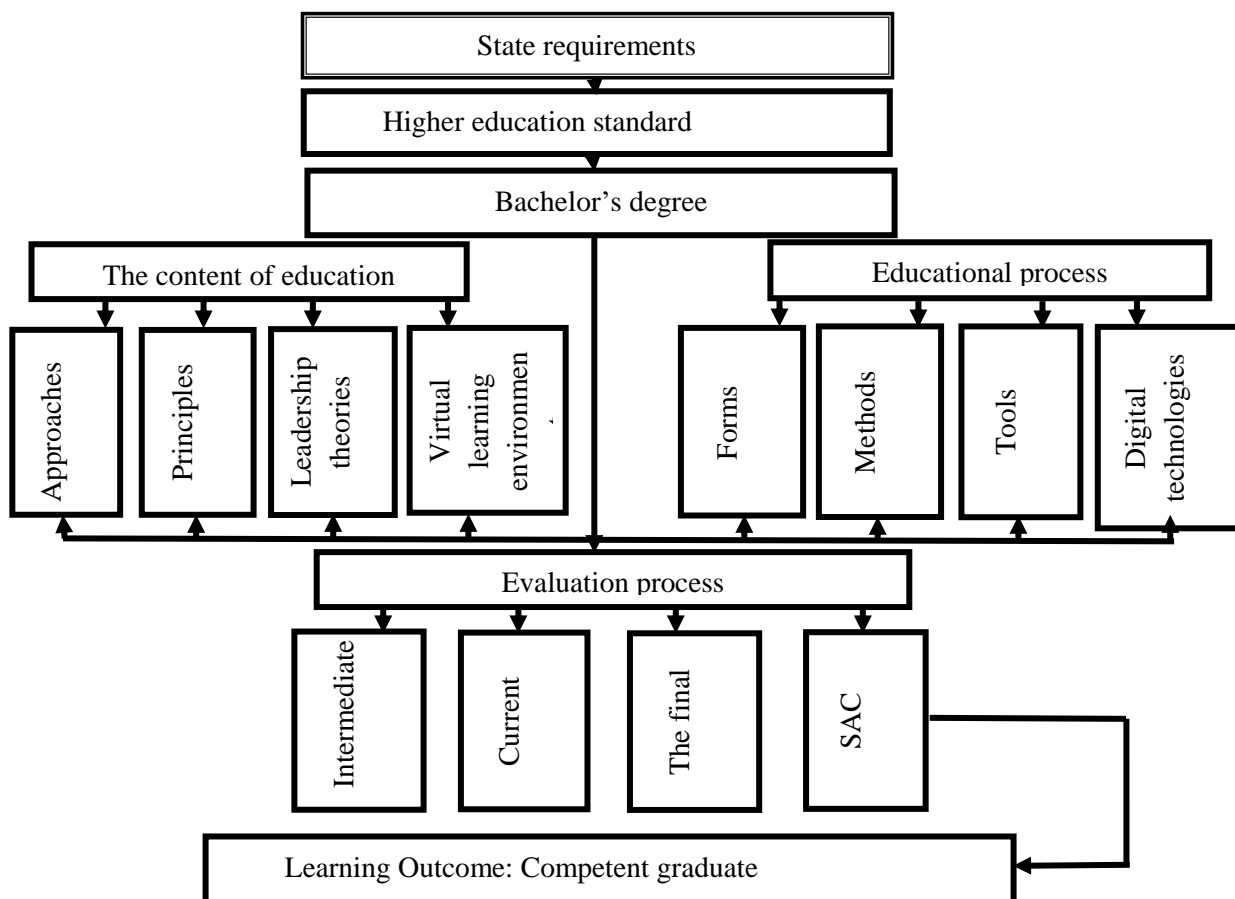 State requirements
Higher education standard
Bachelor’s degree
The content of education
Educational process
Approaches
Principles
Leadership
theories
Virtual
learning
environmen
Forms
Methods
Tools
Digital
technologies
Evaluation process
Intermediate
Current
The final
SAC
Learning Outcome: Competent graduate